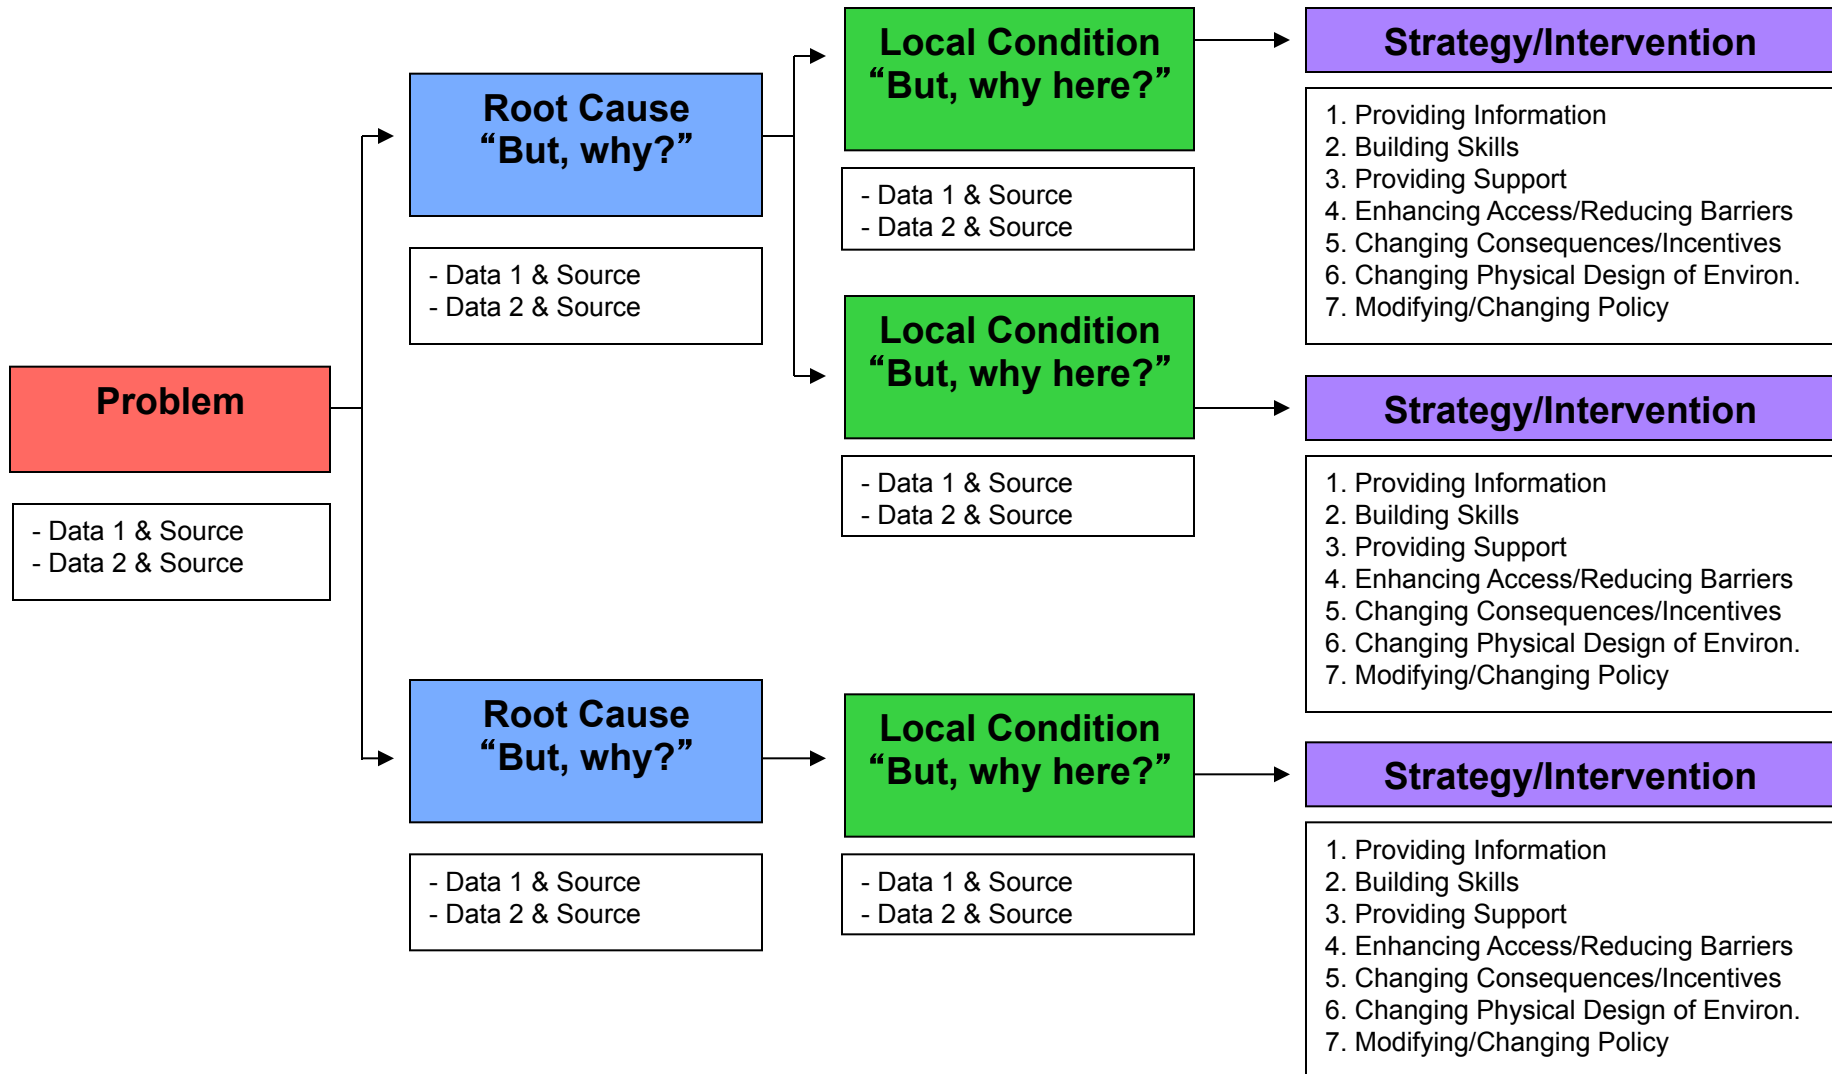 Problem
- Data 1 & Source
- Data 2 & Source
Root Cause
“But, why?”
- Data 1 & Source
- Data 2 & Source
Local Condition
“But, why here?”
- Data 1 & Source
- Data 2 & Source
Strategy/Intervention
1. Providing Information
2. Building Skills
3. Providing Support
4. Enhancing Access/Reducing Barriers
5. Changing Consequences/Incentives
6. Changing Physical Design of Environ.
7. Modifying/Changing Policy
Local Condition
“But, why here?”
- Data 1 & Source
- Data 2 & Source
Strategy/Intervention
1. Providing Information
2. Building Skills
3. Providing Support
4. Enhancing Access/Reducing Barriers
5. Changing Consequences/Incentives
6. Changing Physical Design of Environ.
7. Modifying/Changing Policy
Root Cause
“But, why?”
- Data 1 & Source
- Data 2 & Source
Local Condition
“But, why here?”
- Data 1 & Source
- Data 2 & Source
Strategy/Intervention
1. Providing Information
2. Building Skills
3. Providing Support
4. Enhancing Access/Reducing Barriers
5. Changing Consequences/Incentives
6. Changing Physical Design of Environ.
7. Modifying/Changing Policy